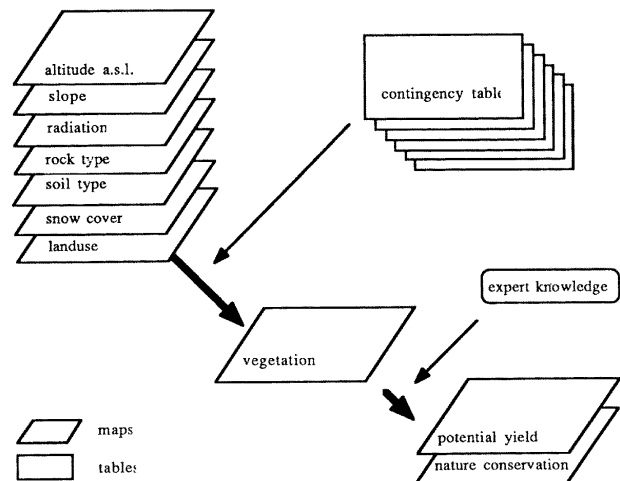 altitude a.s.l.
slope
radiation
rock type
soil type
snow cover
landuse
contingency table
expert knowledge
vegetation
potential yield
nature conservation
maps
tables